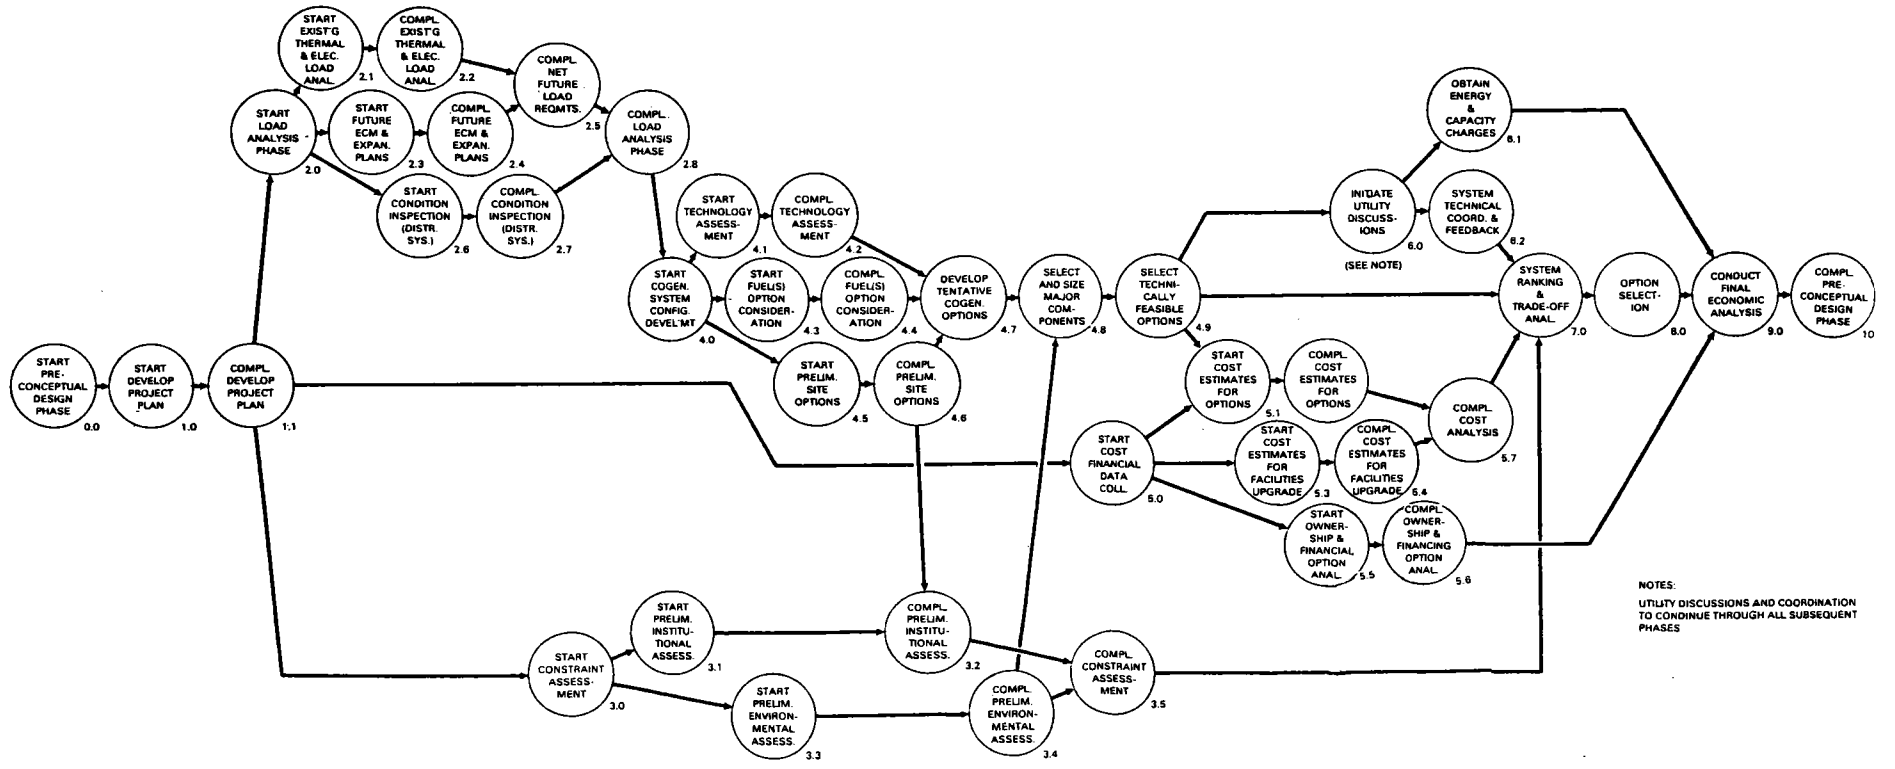 START
EXIST'G
THERMAL
& ELEC.
LOAD
ANAL.
2.1
COMPL.
EXIST'G
THERMAL
& ELEC.
LOAD
ANAL.
2.2
COMPL.
NET
FUTURE
LOAD
REQMTS.
2.5
START
LOAD
ANALYSIS
PHASE
2.0
START
FUTURE
ECM &
EXPAN.
PLANS
2.3
COMPL.
FUTURE
ECM &
EXPAN.
PLANS
2.4
COMPL.
LOAD
ANALYSIS
PHASE
2.8
START
CONDITION
INSPECTION
(DISTR.
SYS.)
2.6
COMPL.
CONDITION
INSPECTION
(DISTR.
SYS.)
2.7
START
TECHNOLOGY
ASSESS-
MENT
4.1
COMPL.
TECHNOLOGY
ASSESS-
MENT
4.2
START
COGEN.
SYSTEM
CONFIG.
DEVEL'MT
4.0
START
FUEL(S)
OPTION
CONSIDER-
ATION
4.3
COMPL.
FUEL(S)
OPTION
CONSIDER-
ATION
4.4
DEVELOP
TENTATIVE
COGEN.
OPTIONS
4.7
SELECT
AND SIZE
MAJOR
COM-
PONENTS
4.8
SELECT
TECHNI-
CALLY
FEASIBLE
OPTIONS
4.9
START
PRELIM.
SITE
OPTIONS
4.5
COMPL.
PRELIM.
SITE
OPTIONS
4.6
OBTAIN
ENERGY
&
CAPACITY
CHARGES
6.1
INITIATE
UTILITY
DISCUSS-
IONS
6.0
(SEE NOTE)
SYSTEM
TECHNICAL
COORD. &
FEEDBACK
6.2
SYSTEM
RANKING
&
TRADE-OFF
ANAL.
7.0
OPTION
SELECT-
ION
8.0
CONDUCT
FINAL
ECONOMIC
ANALYSIS
9.0
COMPL.
PRE-
CONCEPTUAL
DESIGN
PHASE
10
START
PRE-
CONCEPTUAL
DESIGN
PHASE
0.0
START
DEVELOP
PROJECT
PLAN
1.0
COMPL.
DEVELOP
PROJECT
PLAN
1.1
START
COST
ESTIMATES
FOR
OPTIONS
5.1
COMPL.
COST
ESTIMATES
FOR
OPTIONS
COMPL.
COST
ANALYSIS
5.7
START
COST
FINANCIAL
DATA
COLL.
5.0
START
COST
ESTIMATES
FOR
FACILITIES
UPGRADE
5.3
COMPL.
COST
ESTIMATES
FOR
FACILITIES
UPGRADE
5.4
START
OWNER-
SHIP &
FINANCIAL
OPTION
ANAL.
5.5
COMPL.
OWNER-
SHIP &
FINANCING
OPTION
ANAL.
5.6
START
CONSTRAINT
ASSESS-
MENT
3.0
START
PRELIM.
INSTITU-
TIONAL
ASSESS.
3.1
COMPL.
PRELIM.
INSTITU-
TIONAL
ASSESS.
3.2
START
PRELIM.
ENVIRON-
MENTAL
ASSESS.
3.3
COMPL.
PRELIM.
ENVIRON-
MENTAL
ASSESS.
3.4
COMPL.
CONSTRAINT
ASSESS-
MENT
3.5
NOTES:
UTILITY DISCUSSIONS AND COORDINATION
TO CONDINUE THROUGH ALL SUBSEQUENT
PHASES